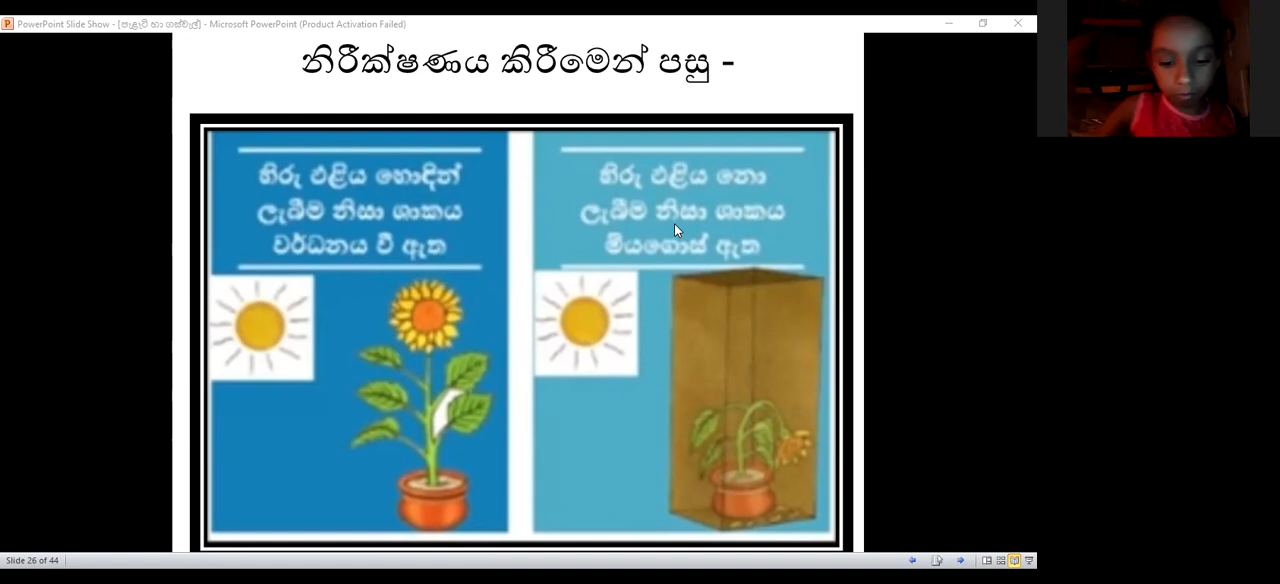 PowerPoint Slide Show - [පැළෑටි හා ගස්වැල්] - Microsoft PowerPoint (Product Activation Failed)
නිරීක්ෂණය කිරීමෙන් පසු -
හිරු එළිය හොඳින්
ලැබීම නිසා ශාකය
වර්ධනය වී ඇත
හිරු එළිය නො
ලැබීම නිසා ශාකය
මියගොස් ඇත
Slide 26 of 44